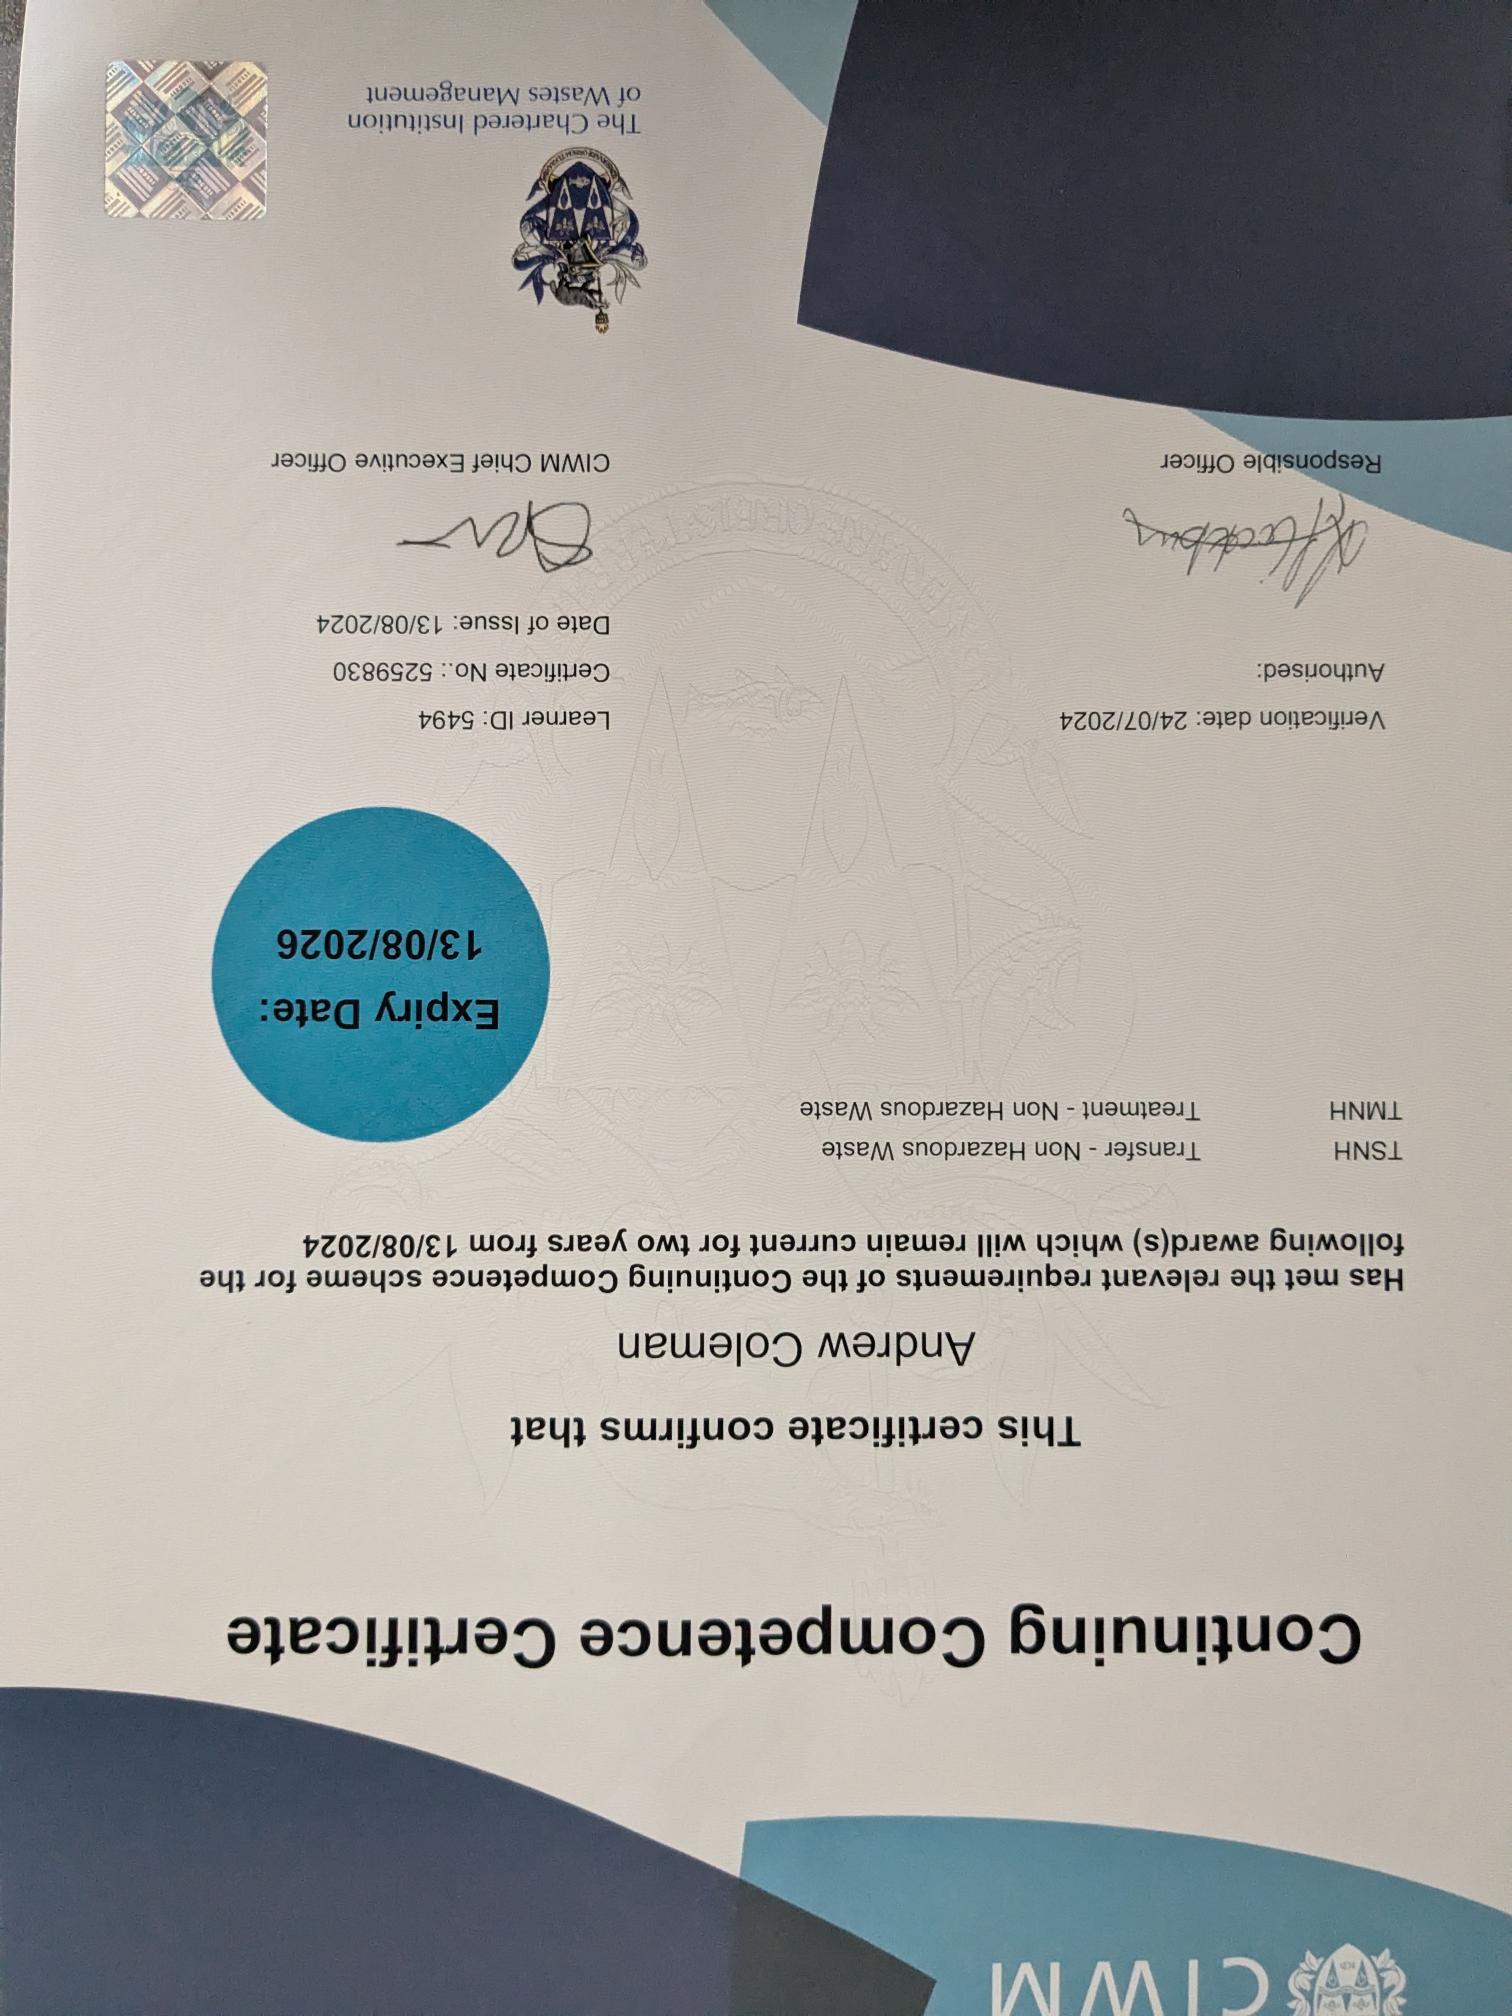 CIWM
Continuing Competence Certificate
This certificate confirms that
Andrew Coleman
Has met the relevant requirements of the Continuing Competence scheme for the
following award(s) which will remain current for two years from 13/08/2024
TSNH Transfer - Non Hazardous Waste
TMNH Treatment - Non Hazardous Waste
Expiry Date:
13/08/2026
Verification date: 24/07/2024
Authorised:
Learner ID: 5494
Certificate No.: 5259830
Date of Issue: 13/08/2024
Responsible Officer
CIWM Chief Executive Officer
The Chartered Institution
of Wastes Management